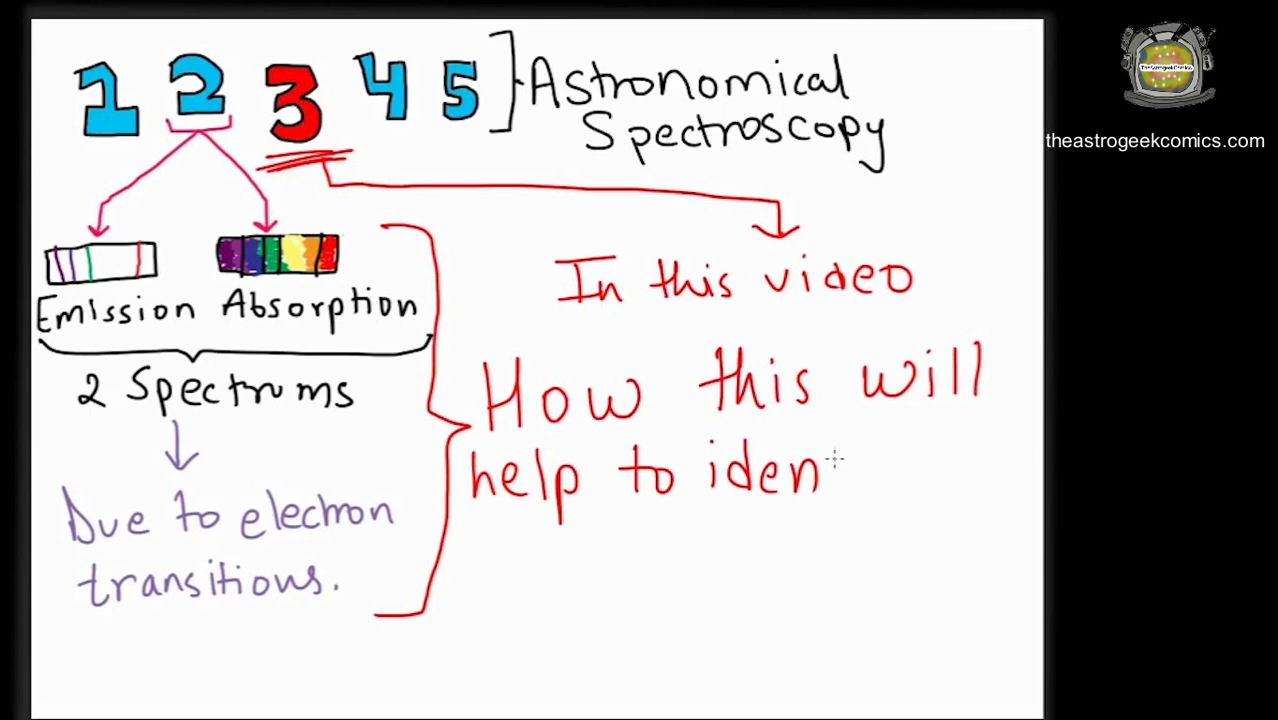 1 2 3 4 5 Astronomical
Spectroscopy
TheAstrogeekComics
theastrogeekcomics.com
Emission Absorption
2 Spectrums
Due to electron
transitions.
In this video
How this will
help to iden